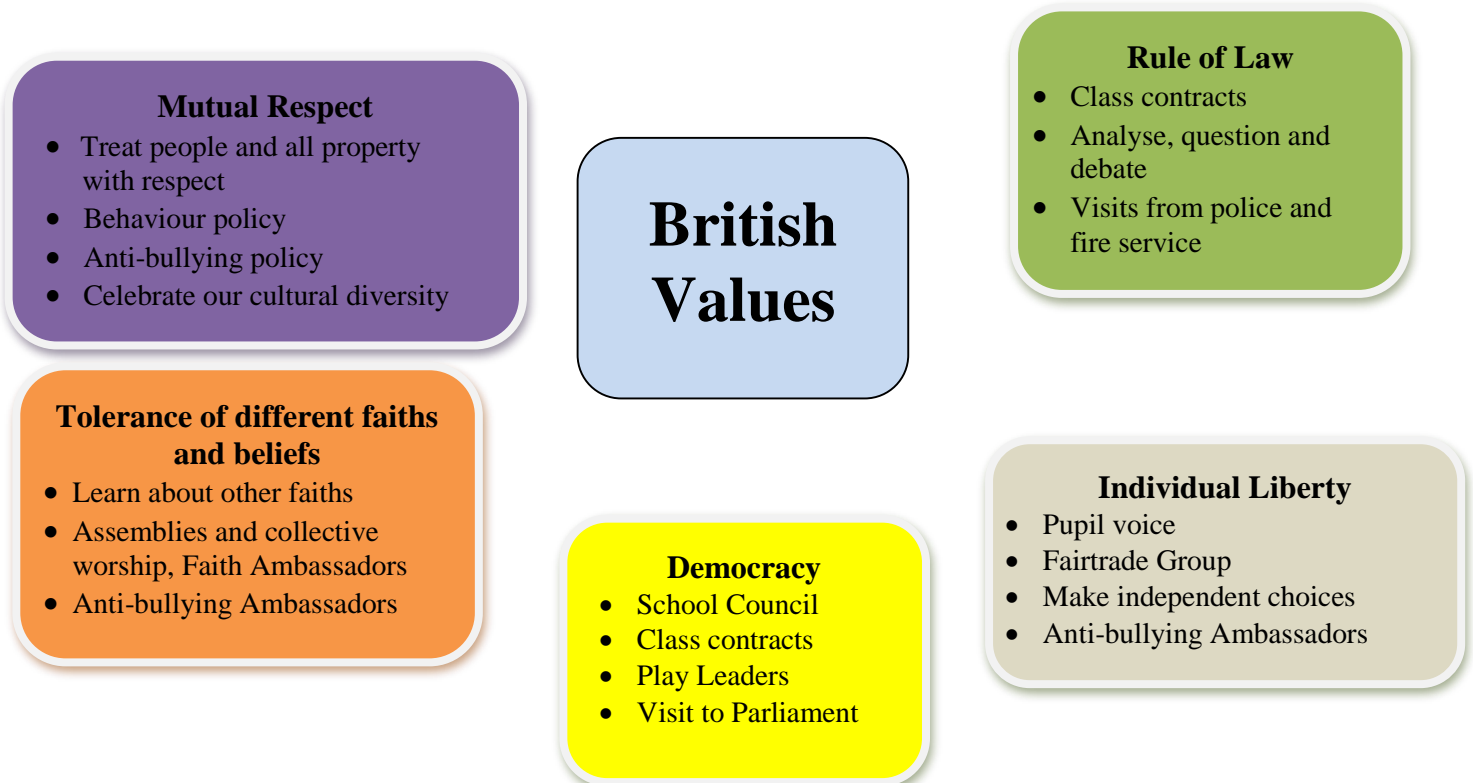 Mutual Respect
• Treat people and all property
with respect
• Behaviour policy
• Anti-bullying policy
• Celebrate our cultural diversity
British
Values
Rule of Law
• Class contracts
• Analyse, question and
debate
• Visits from police and
fire service
Tolerance of different faiths
and beliefs
• Learn about other faiths
• Assemblies and collective
worship, Faith Ambassadors
• Anti-bullying Ambassadors
Democracy
• School Council
• Class contracts
• Play Leaders
• Visit to Parliament
Individual Liberty
• Pupil voice
• Fairtrade Group
• Make independent choices
• Anti-bullying Ambassadors